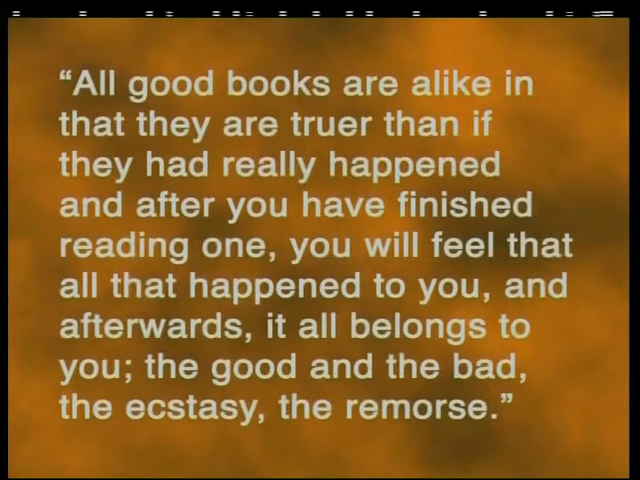 “All good books are alike in
that they are truer than if
they had really happened
and after you have finished
reading one, you will feel that
all that happened to you, and
afterwards, it all belongs to
you; the good and the bad,
the ecstasy, the remorse.”